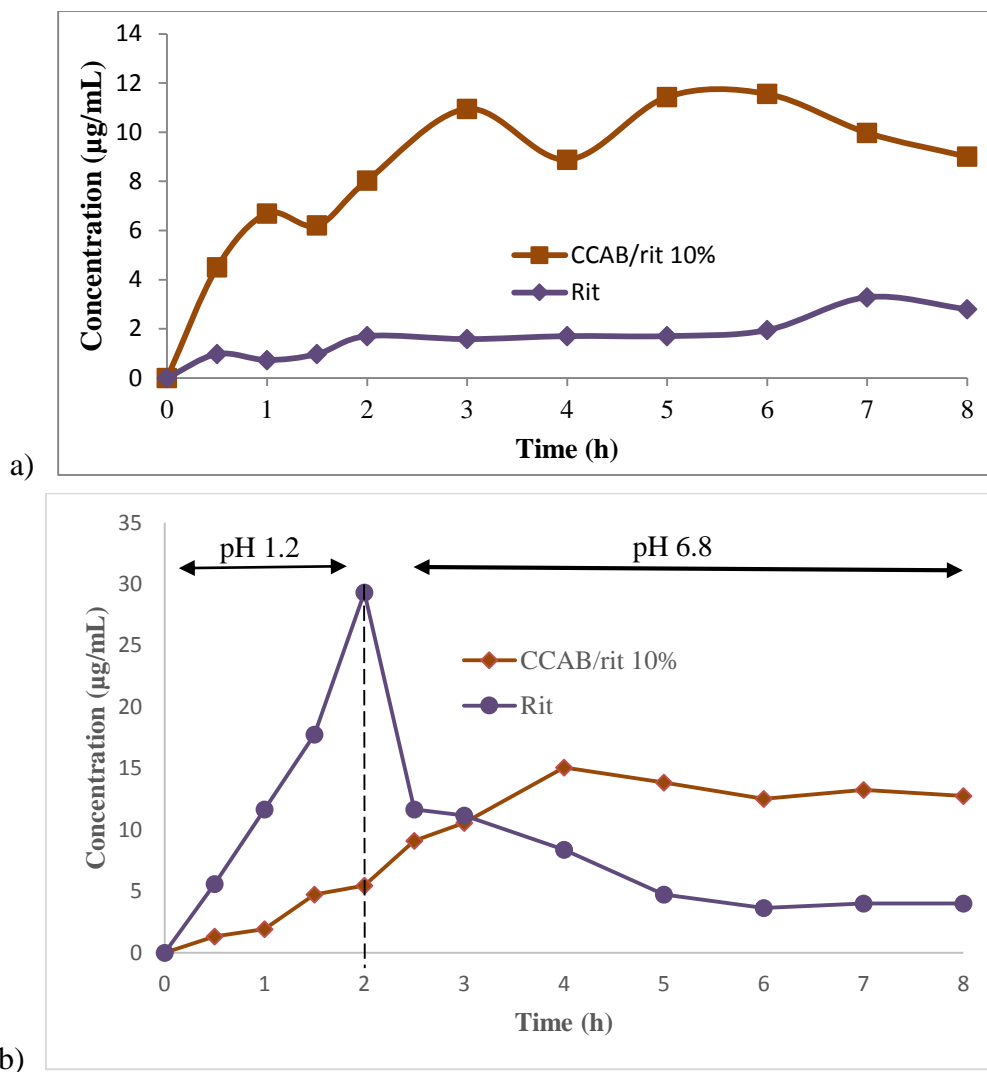 14
12
10
8
6
4
2
0
Concentration (µg/mL)
CCAB/rit 10%
Rit
0 1 2 3 4 5 6 7 8
Time (h)
a)
35
30
25
20
15
10
5
0
Concentration (µg/mL)
pH 1.2
pH 6.8
CCAB/rit 10%
Rit
0 1 2 3 4 5 6 7 8
Time (h)
b)